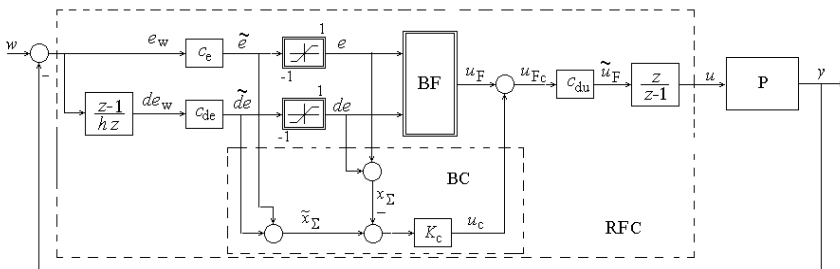 w
−
e_w
c_e
ẽ
1
-1
e
z-1
hz
de_w
c_de
d̃e
1
-1
de
BF
u_F
u_Fc
c_du
ũ_F
z
z-1
u
P
y
BC
x_Σ
−
x̃_Σ
K_c
u_c
RFC